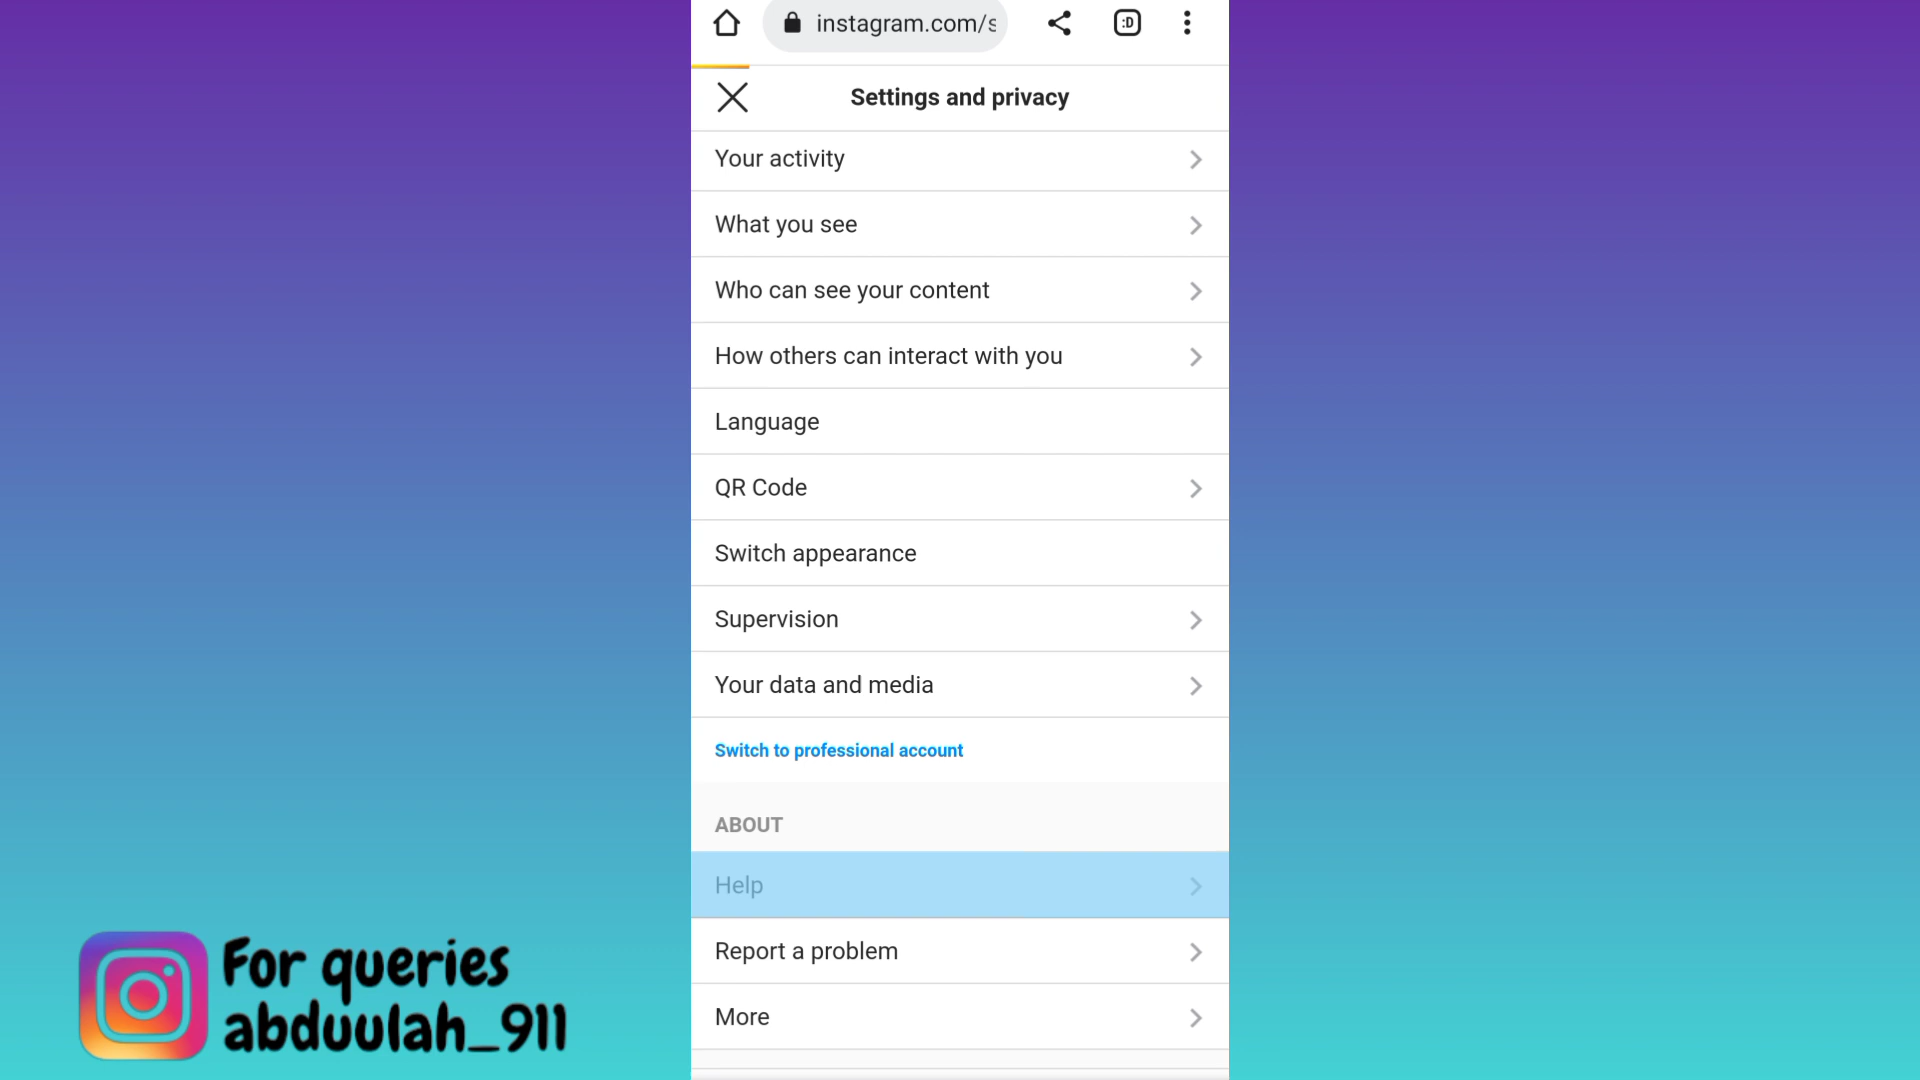 instagram.com/s
:D
Settings and privacy
Your activity
What you see
Who can see your content
How others can interact with you
Language
QR Code
Switch appearance
Supervision
Your data and media
Switch to professional account
ABOUT
Help
Report a problem
More
For queries
abduulah_911